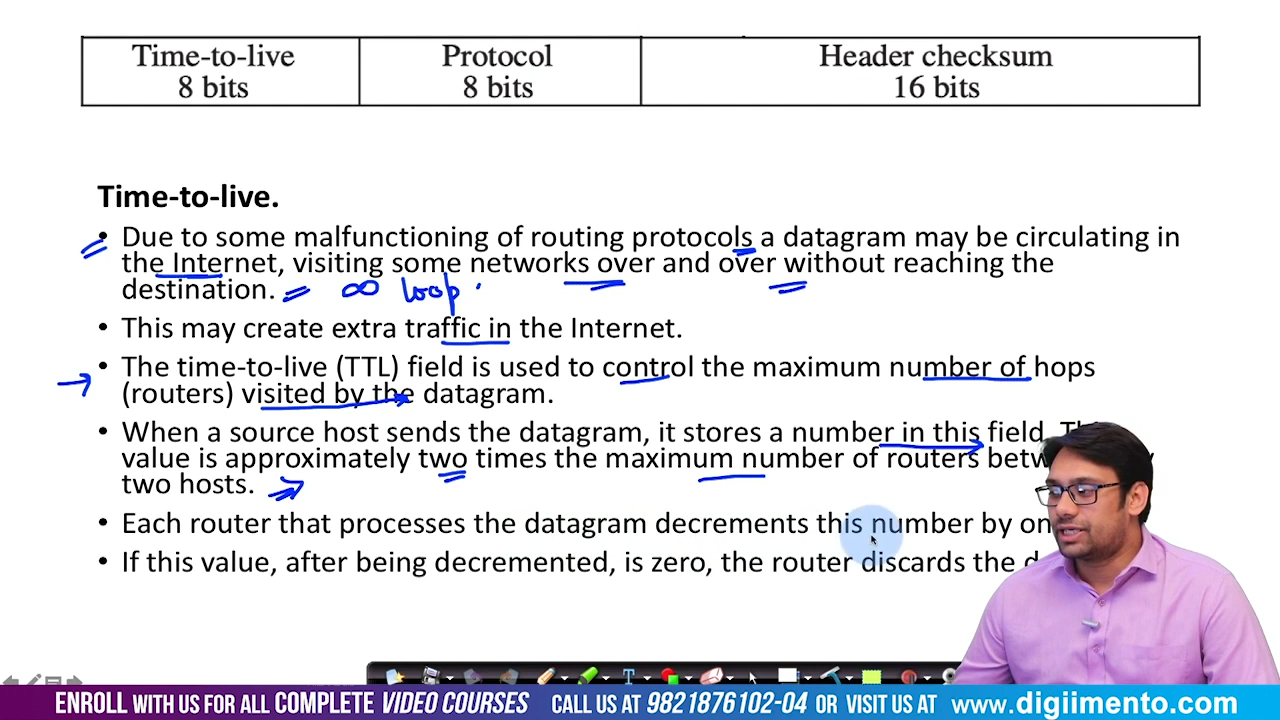 Time-to-live
8 bits
Protocol
8 bits
Header checksum
16 bits
Time-to-live.
• Due to some malfunctioning of routing protocols a datagram may be circulating in
the Internet, visiting some networks over and over without reaching the
destination. ∞ loop
• This may create extra traffic in the Internet.
• The time-to-live (TTL) field is used to control the maximum number of hops
(routers) visited by the datagram.
• When a source host sends the datagram, it stores a number in this field.
value is approximately two times the maximum number of routers
two hosts.
• Each router that processes the datagram decrements this number by
• If this value, after being decremented, is zero, the router discards the
ENROLL WITH US FOR ALL COMPLETE VIDEO COURSES CALL US AT 9821876102-04 OR VISIT US AT www.digiimento.com